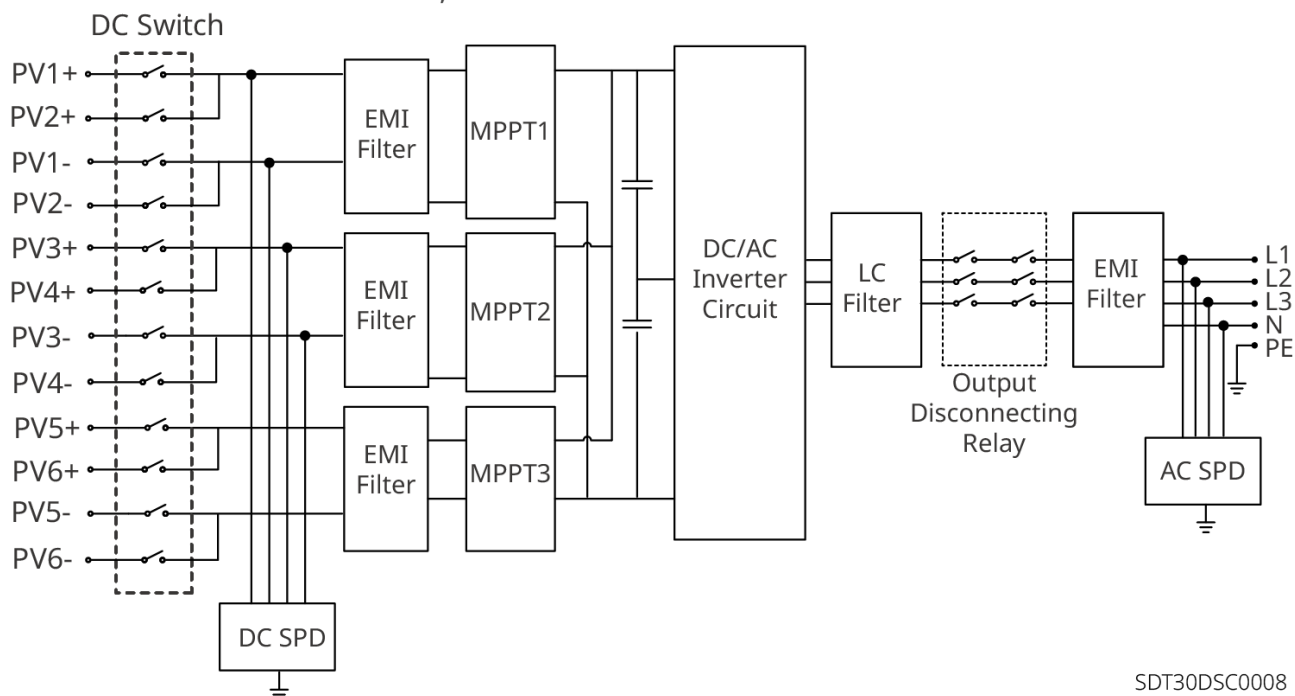 DC Switch
PV1+
PV2+
PV1-
PV2-
PV3+
PV4+
PV3-
PV4-
PV5+
PV6+
PV5-
PV6-
EMI
Filter
MPPT1
EMI
Filter
MPPT2
EMI
Filter
MPPT3
DC/AC
Inverter
Circuit
LC
Filter
Output
Disconnecting
Relay
EMI
Filter
L1
L2
L3
N
PE
AC SPD
DC SPD
SDT30DSC0008